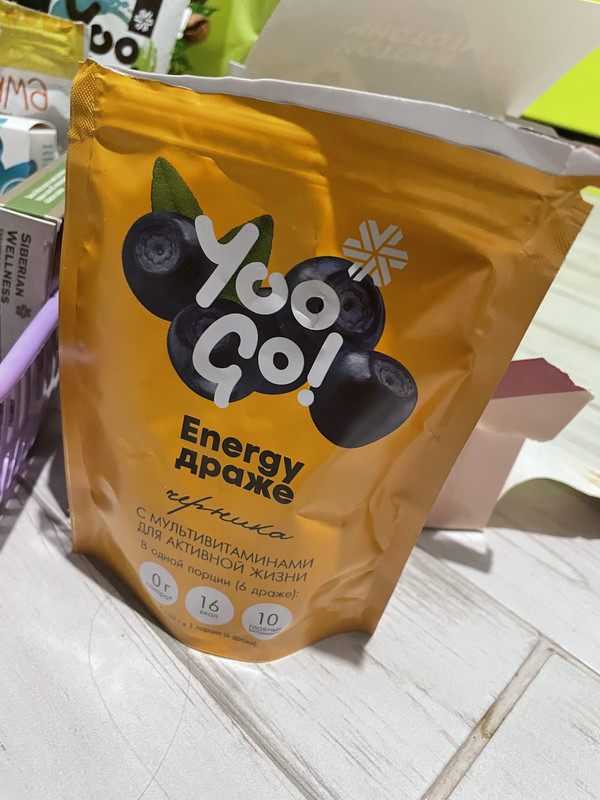 Yoo
SIBERIAN
WELLNESS
Yoo
Go!
Energy
драже
черника
С МУЛЬТИВИТАМИНАМИ
ДЛЯ АКТИВНОЙ ЖИЗНИ
В одной порции (6 драже):
0 г
16
ккал
10